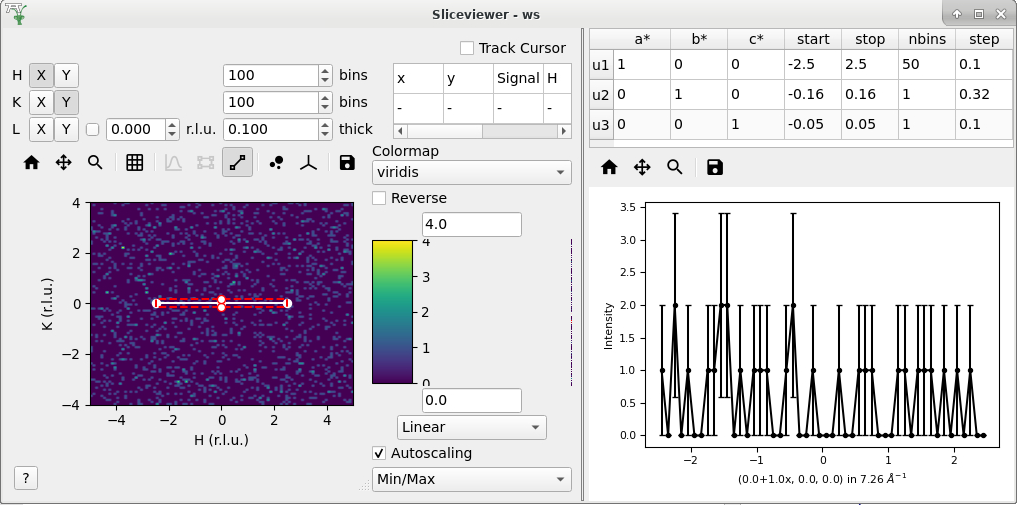 Sliceviewer - ws
Track Cursor
H X Y 100 bins
K X Y 100 bins
L X Y 0.000 r.l.u. 0.100 thick
x y Signal H
- - - -
Colormap
viridis
Reverse
4.0
4
3
2
1
0
0.0
Linear
Autoscaling
Min/Max
4
2
0
−2
−4
K (r.l.u.)
−4 −2 0 2 4
H (r.l.u.)
?
a* b* c* start stop nbins step
u1 1 0 0 -2.5 2.5 50 0.1
u2 0 1 0 -0.16 0.16 1 0.32
u3 0 0 1 -0.05 0.05 1 0.1
3.5
3.0
2.5
2.0
1.5
1.0
0.5
0.0
Intensity
−2 −1 0 1 2
(0.0+1.0x, 0.0, 0.0) in 7.26 Å⁻¹